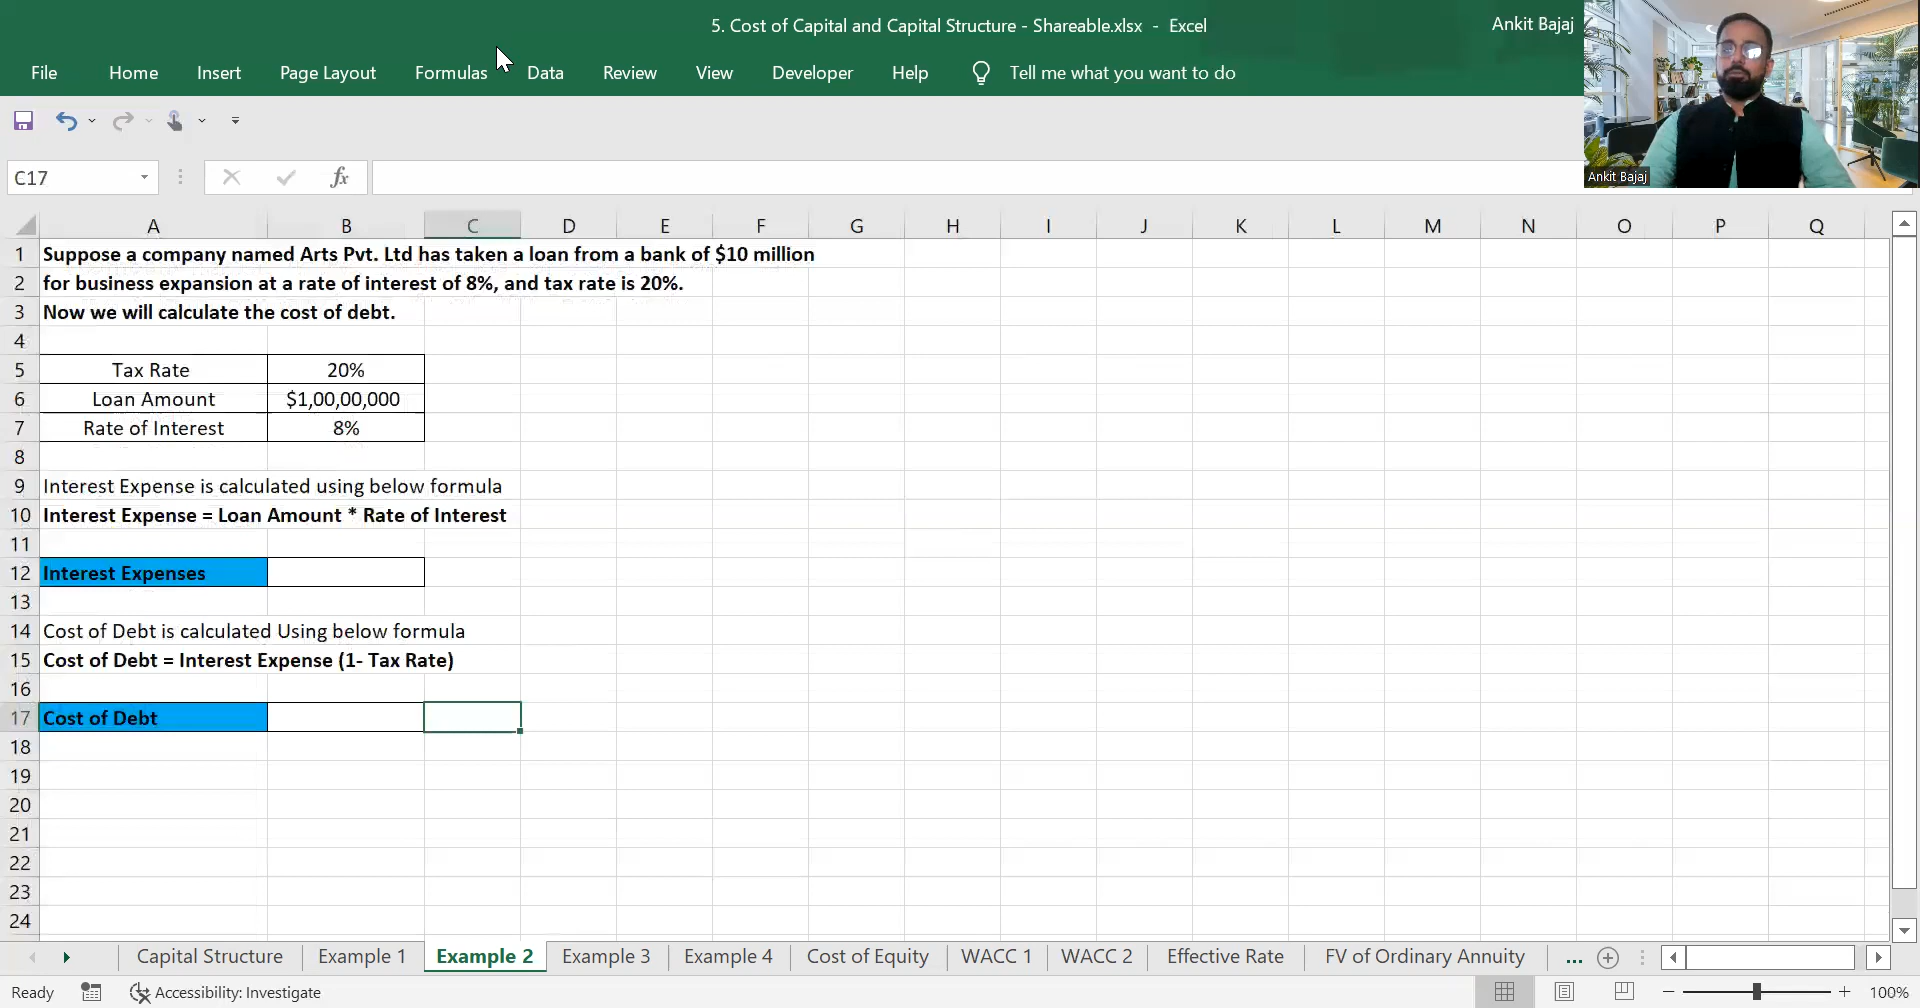 5. Cost of Capital and Capital Structure - Shareable.xlsx - Excel
Ankit Bajaj
File Home Insert Page Layout Formulas Data Review View Developer Help Tell me what you want to do
Ankit Bajaj
C17 fx
A B C D E F G H I J K L M N O P Q
1 Suppose a company named Arts Pvt. Ltd has taken a loan from a bank of $10 million
2 for business expansion at a rate of interest of 8%, and tax rate is 20%.
3 Now we will calculate the cost of debt.
4
5 Tax Rate 20%
6 Loan Amount $1,00,00,000
7 Rate of Interest 8%
8
9 Interest Expense is calculated using below formula
10 Interest Expense = Loan Amount * Rate of Interest
11
12 Interest Expenses
13
14 Cost of Debt is calculated Using below formula
15 Cost of Debt = Interest Expense (1- Tax Rate)
16
17 Cost of Debt
18
19
20
21
22
23
24
Capital Structure Example 1 Example 2 Example 3 Example 4 Cost of Equity WACC 1 WACC 2 Effective Rate FV of Ordinary Annuity ...
Ready Accessibility: Investigate 100%